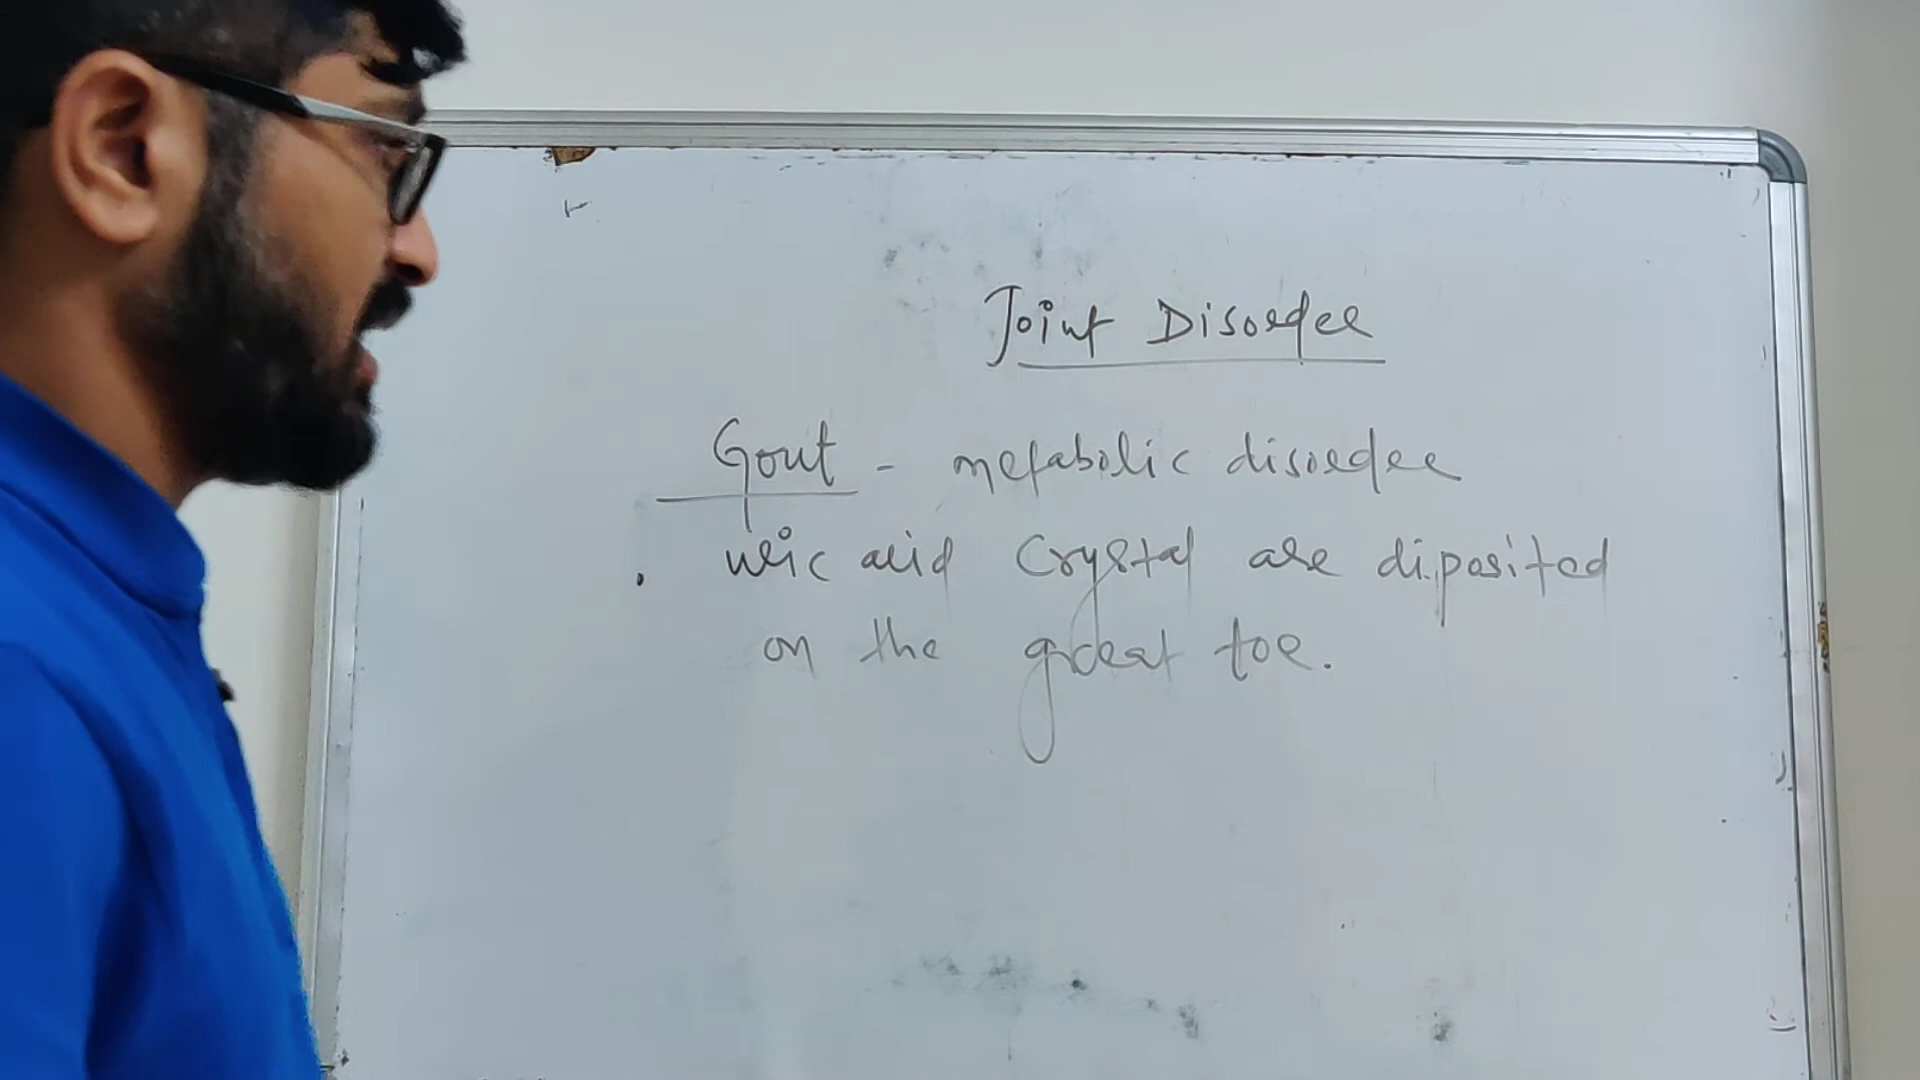 Joint Disorder
Gout - metabolic disorder
. uric acid Crystal are diposited
on the great toe.